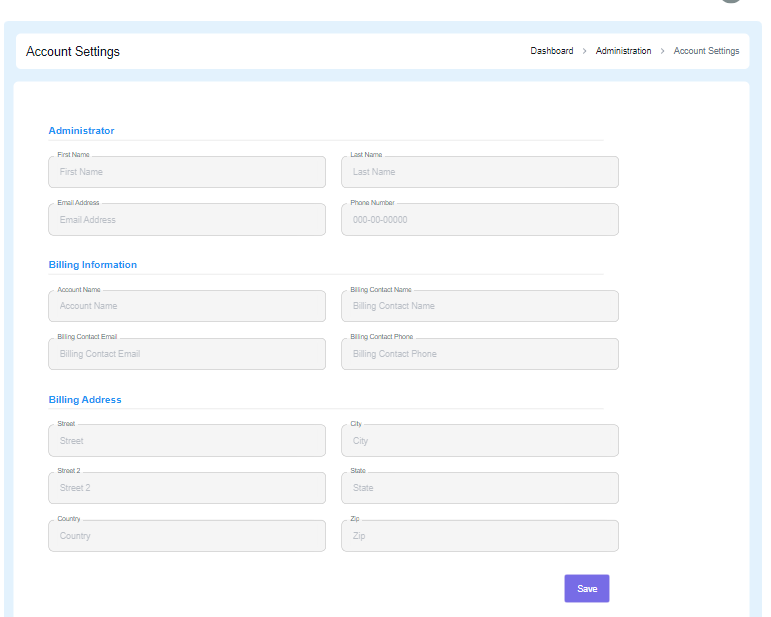 Account Settings
Dashboard > Administration > Account Settings
Administrator
First Name
First Name
Last Name
Last Name
Email Address
Email Address
Phone Number
000-00-00000
Billing Information
Account Name
Account Name
Billing Contact Name
Billing Contact Name
Billing Contact Email
Billing Contact Email
Billing Contact Phone
Billing Contact Phone
Billing Address
Street
Street
City
City
Street 2
Street 2
State
State
Country
Country
Zip
Zip
Save